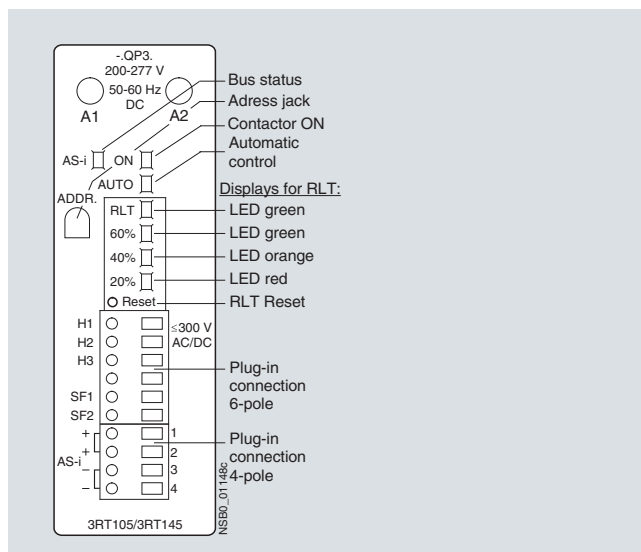 -.QP3.
200-277 V
50-60 Hz
DC
A1
A2
Bus status
Adress jack
Contactor ON
Automatic
control
AS-i
ON
AUTO
ADDR.
Displays for RLT:
RLT
LED green
60%
LED green
40%
LED orange
20%
LED red
Reset
RLT Reset
H1
≤300 V
H2
AC/DC
H3
Plug-in
connection
6-pole
SF1
SF2
+
1
Plug-in
connection
4-pole
+
2
AS-i
–
3
–
4
NSB0_01148c
3RT105/3RT145